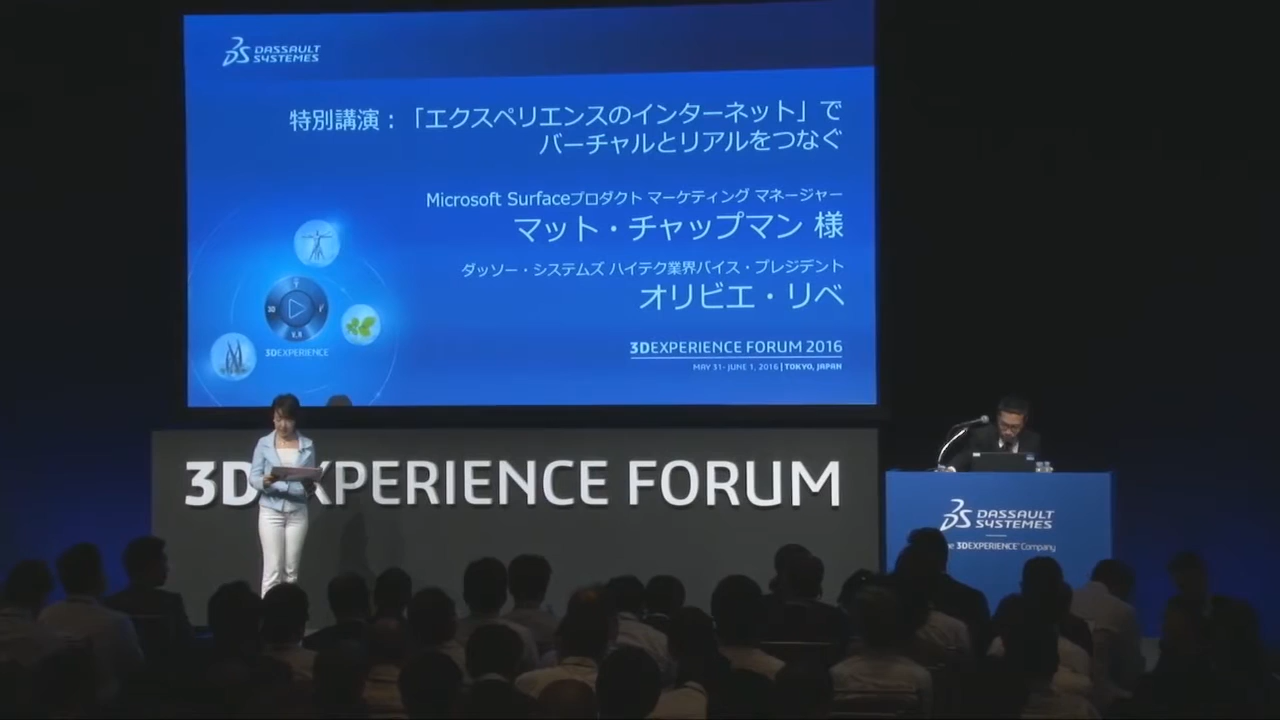 DASSAULT
SYSTEMES
特別講演：「エクスペリエンスのインターネット」で
バーチャルとリアルをつなぐ
Microsoft Surfaceプロダクト マーケティング マネージャー
マット・チャップマン 様
ダッソー・システムズ ハイテク業界バイス・プレジデント
オリビエ・リベ
3D
V.R
3DEXPERIENCE
3DEXPERIENCE FORUM 2016
MAY 31- JUNE 1, 2016 | TOKYO, JAPAN
3D XPERIENCE FORUM
DASSAULT
SYSTEMES
3DEXPERIENCE Company